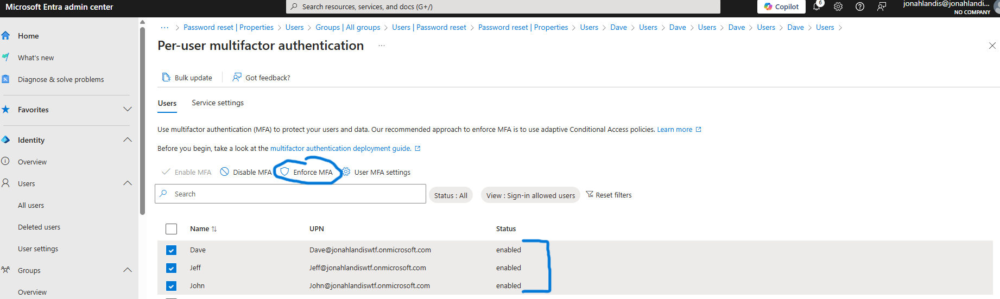 Microsoft Entra admin center
Search resources, services, and docs (G+/)
Copilot
6
jonahlandis@jonahlandi...
NO COMPANY
Home
What's new
Diagnose & solve problems
Favorites
Identity
Overview
Users
All users
Deleted users
User settings
Groups
Overview
... > Password reset | Properties > Users > Groups | All groups > Users | Password reset > Password reset | Properties > Users > Dave > Users > Dave > Users > Dave > Users > Dave > Users >
Per-user multifactor authentication ...
Bulk update
Got feedback?
Users
Service settings
Use multifactor authentication (MFA) to protect your users and data. Our recommended approach to enforce MFA is to use adaptive Conditional Access policies. Learn more
Before you begin, take a look at the multifactor authentication deployment guide.
Enable MFA
Disable MFA
Enforce MFA
User MFA settings
Search
Status : All
View : Sign-in allowed users
Reset filters
Name UPN Status
Dave Dave@jonahlandiswtf.onmicrosoft.com enabled
Jeff Jeff@jonahlandiswtf.onmicrosoft.com enabled
John John@jonahlandiswtf.onmicrosoft.com enabled